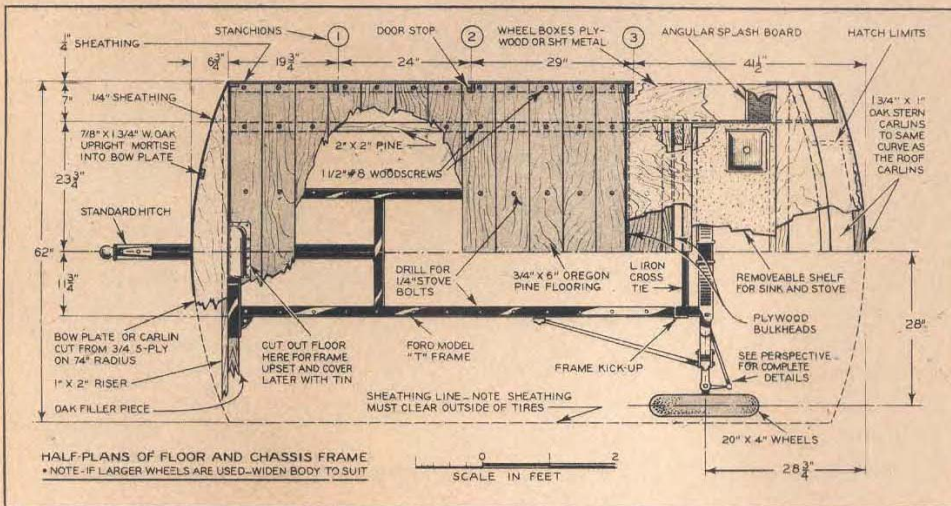 STANCHIONS
1
DOOR STOP
2
WHEEL BOXES PLY-
WOOD OR SHT METAL
3
ANGULAR SPLASH BOARD
HATCH LIMITS
1/4" SHEATHING
6 3/4"
19 3/4"
24"
29"
41 1/2"
7"
1/4" SHEATHING
7/8" X 1 3/4" W. OAK
UPRIGHT MORTISE
INTO BOW PLATE
23 3/4"
STANDARD HITCH
62"
11 3/4"
2" X 2" PINE
1 1/2" #8 WOODSCREWS
1 3/4" X 1"
OAK STERN
CARLINS
TO SAME
CURVE AS
THE ROOF
CARLINS
DRILL FOR
1/4" STOVE
BOLTS
3/4" X 6" OREGON
PINE FLOORING
L IRON
CROSS
TIE
REMOVEABLE SHELF
FOR SINK AND STOVE
PLYWOOD
BULKHEADS
28"
BOW PLATE OR CARLIN
CUT FROM 3/4 5-PLY
ON 74" RADIUS
CUT OUT FLOOR
HERE FOR FRAME
UPSET AND COVER
LATER WITH TIN
FORD MODEL
"T" FRAME
FRAME KICK-UP
SEE PERSPECTIVE
FOR COMPLETE
DETAILS
1" X 2" RISER
OAK FILLER PIECE
SHEATHING LINE - NOTE SHEATHING
MUST CLEAR OUTSIDE OF TIRES
20" X 4" WHEELS
HALF-PLANS OF FLOOR AND CHASSIS FRAME
• NOTE-IF LARGER WHEELS ARE USED-WIDEN BODY TO SUIT
0 2
SCALE IN FEET
28 3/4"